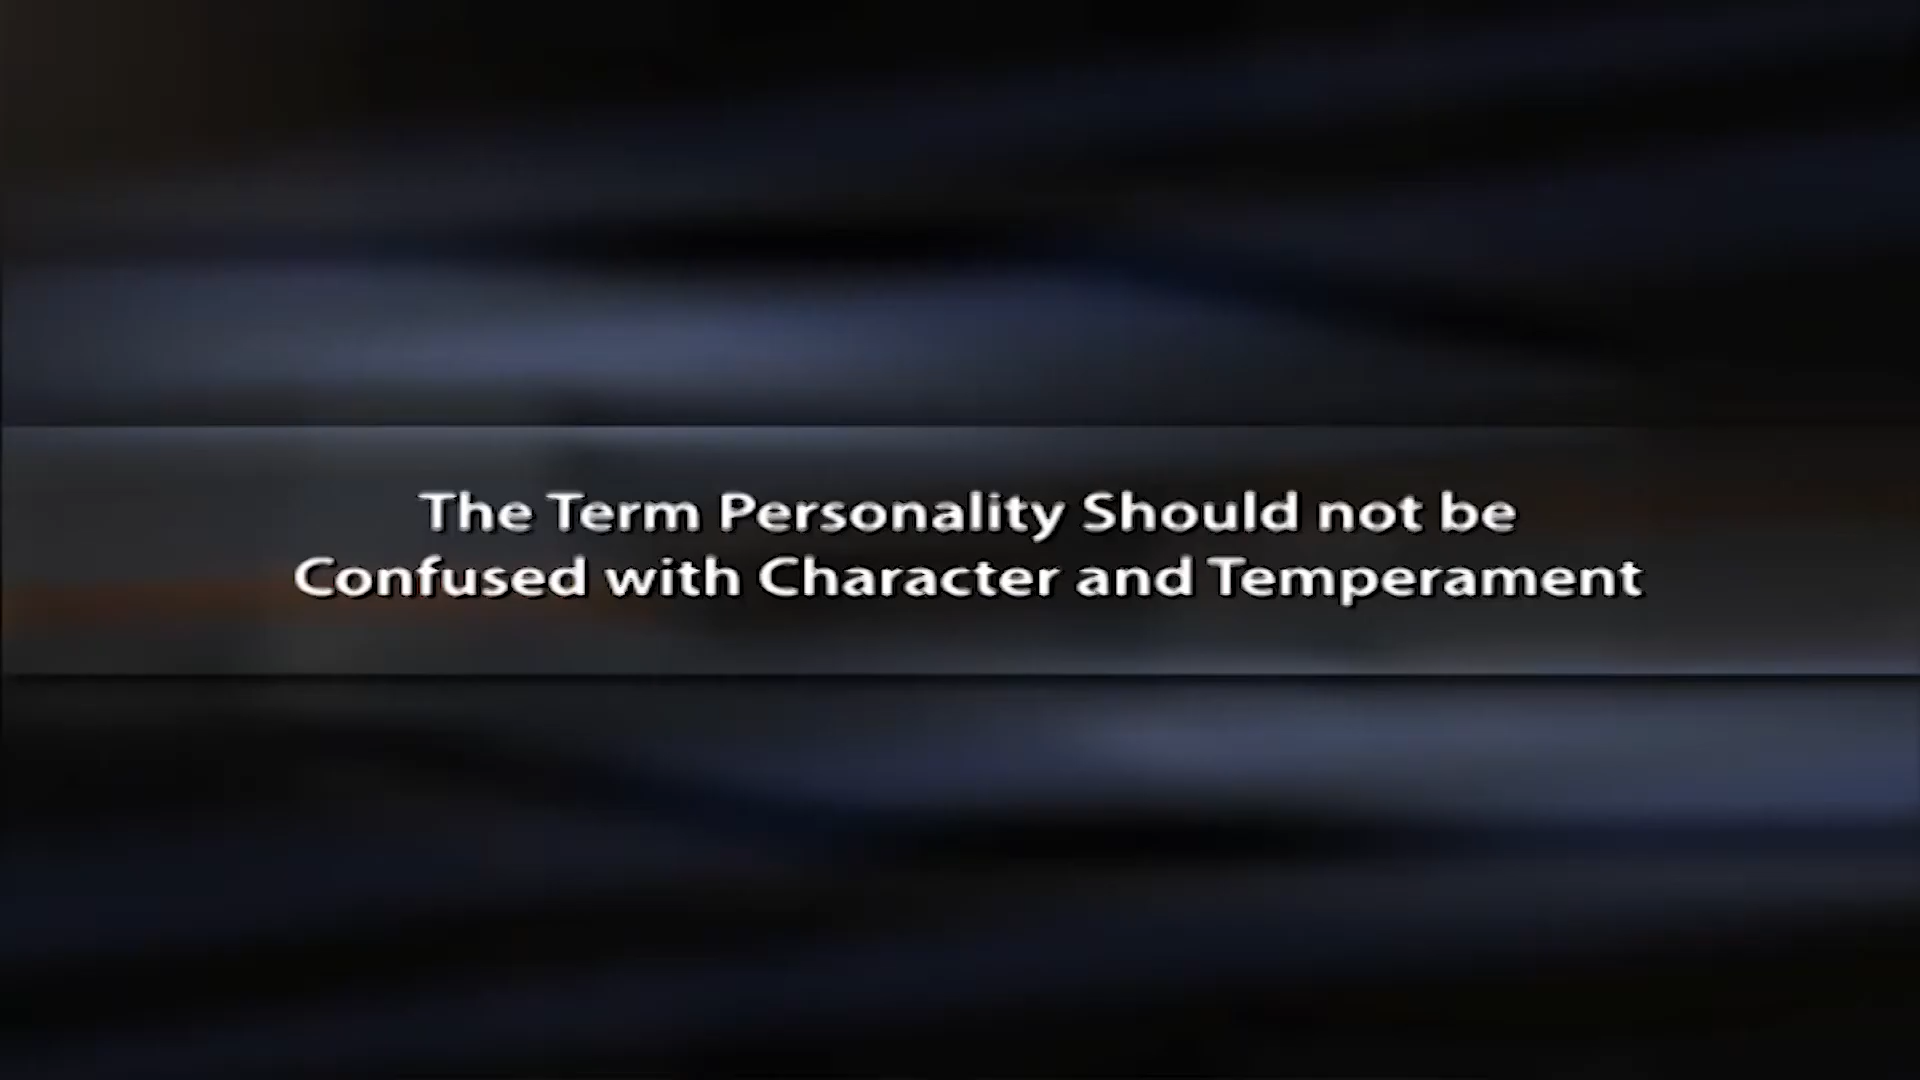 The Term Personality Should not be
Confused with Character and Temperament